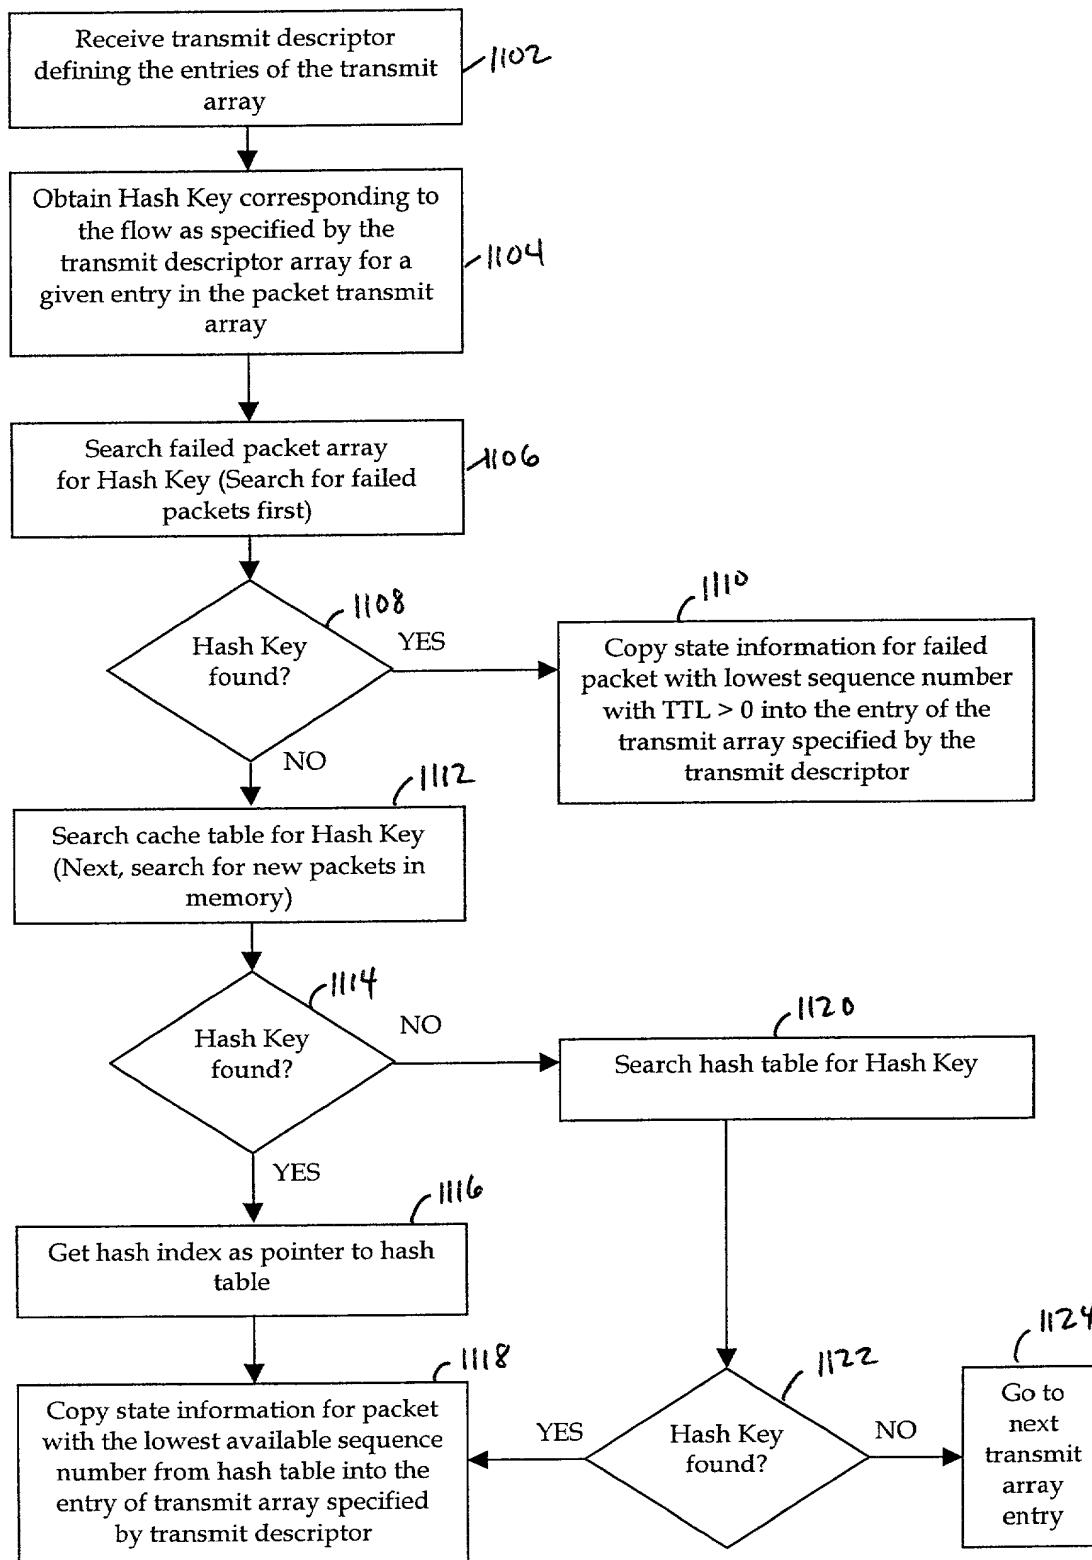 Receive transmit descriptor
defining the entries of the transmit
array
1102
Obtain Hash Key corresponding to
the flow as specified by the
transmit descriptor array for a
given entry in the packet transmit
array
1104
Search failed packet array
for Hash Key (Search for failed
packets first)
1106
Hash Key
found?
1108
YES
NO
1110
Copy state information for failed
packet with lowest sequence number
with TTL > 0 into the entry of the
transmit array specified by the
transmit descriptor
1112
Search cache table for Hash Key
(Next, search for new packets in
memory)
1114
Hash Key
found?
NO
YES
1120
Search hash table for Hash Key
1116
Get hash index as pointer to hash
table
1118
Copy state information for packet
with the lowest available sequence
number from hash table into the
entry of transmit array specified
by transmit descriptor
1122
Hash Key
found?
YES
NO
1124
Go to
next
transmit
array
entry